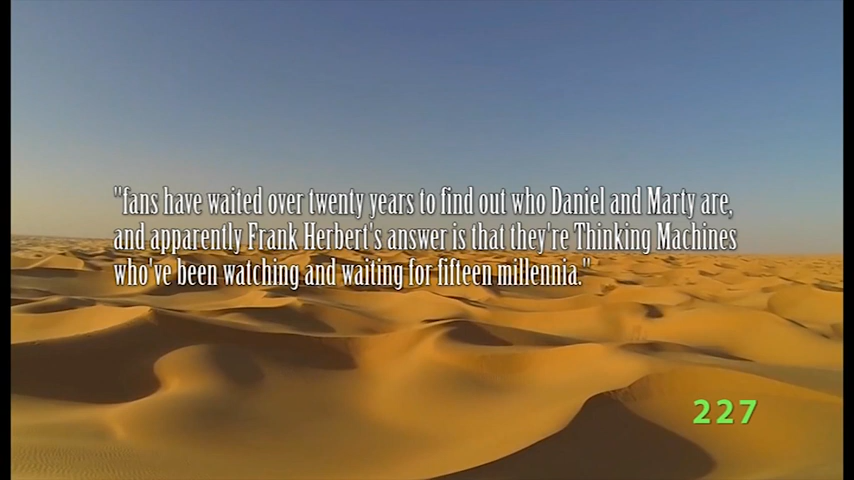 "fans have waited over twenty years to find out who Daniel and Marty are,
and apparently Frank Herbert's answer is that they're Thinking Machines
who've been watching and waiting for fifteen millennia."
227